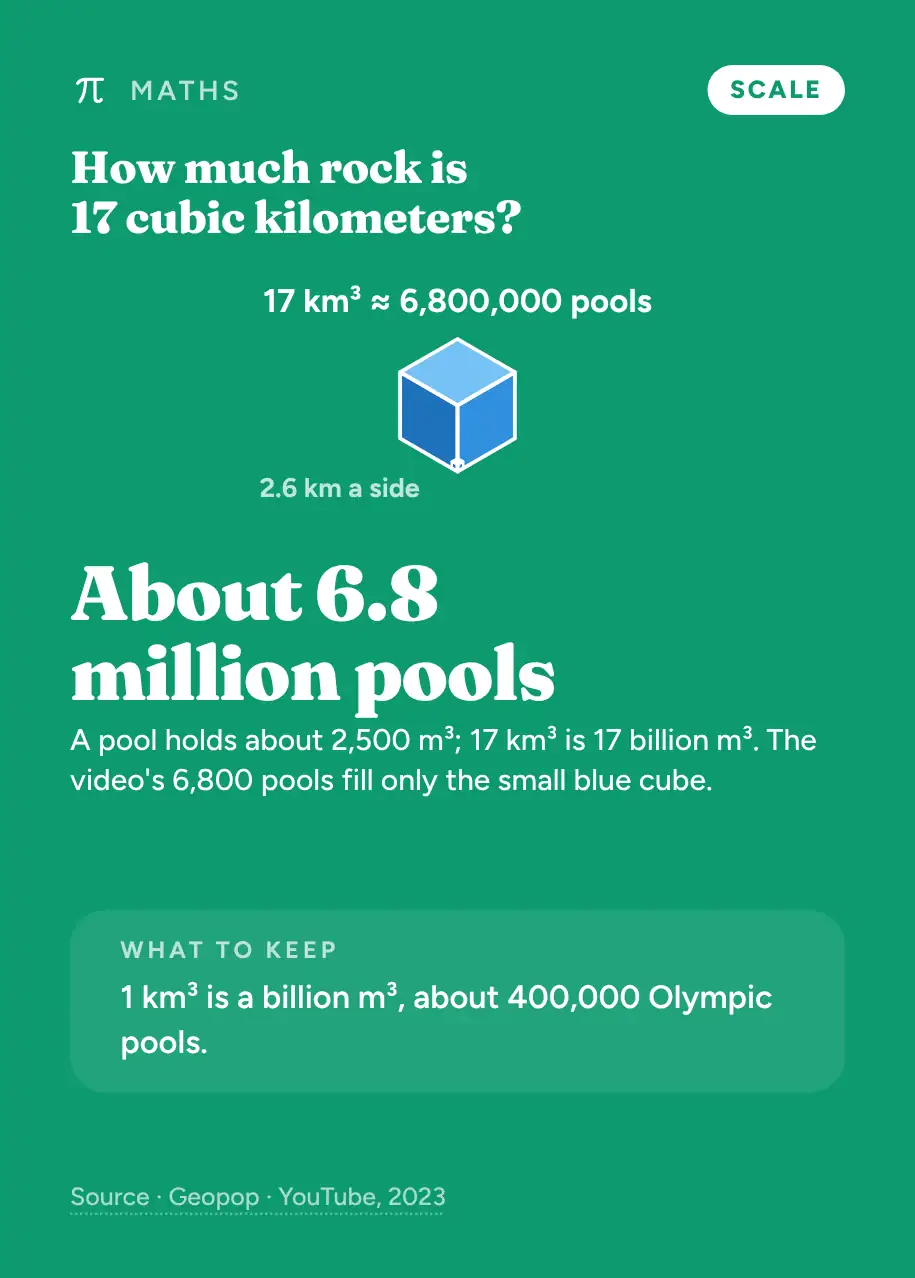 π MATHS
SCALE
How much rock is
17 cubic kilometers?
17 km³ ≈ 6,800,000 pools
2.6 km a side
About 6.8
million pools
A pool holds about 2,500 m³; 17 km³ is 17 billion m³. The
video's 6,800 pools fill only the small blue cube.
WHAT TO KEEP
1 km³ is a billion m³, about 400,000 Olympic
pools.
Source · Geopop · YouTube, 2023